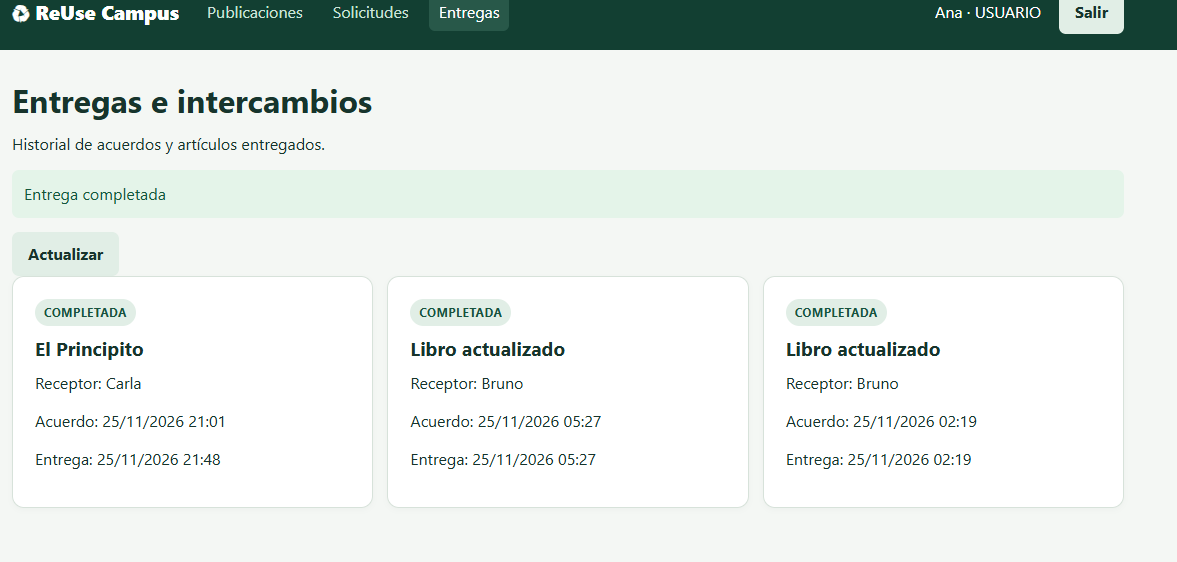 ReUse Campus Publicaciones Solicitudes Entregas Ana · USUARIO Salir
Entregas e intercambios
Historial de acuerdos y artículos entregados.
Entrega completada
Actualizar
COMPLETADA
El Principito
Receptor: Carla
Acuerdo: 25/11/2026 21:01
Entrega: 25/11/2026 21:48
COMPLETADA
Libro actualizado
Receptor: Bruno
Acuerdo: 25/11/2026 05:27
Entrega: 25/11/2026 05:27
COMPLETADA
Libro actualizado
Receptor: Bruno
Acuerdo: 25/11/2026 02:19
Entrega: 25/11/2026 02:19